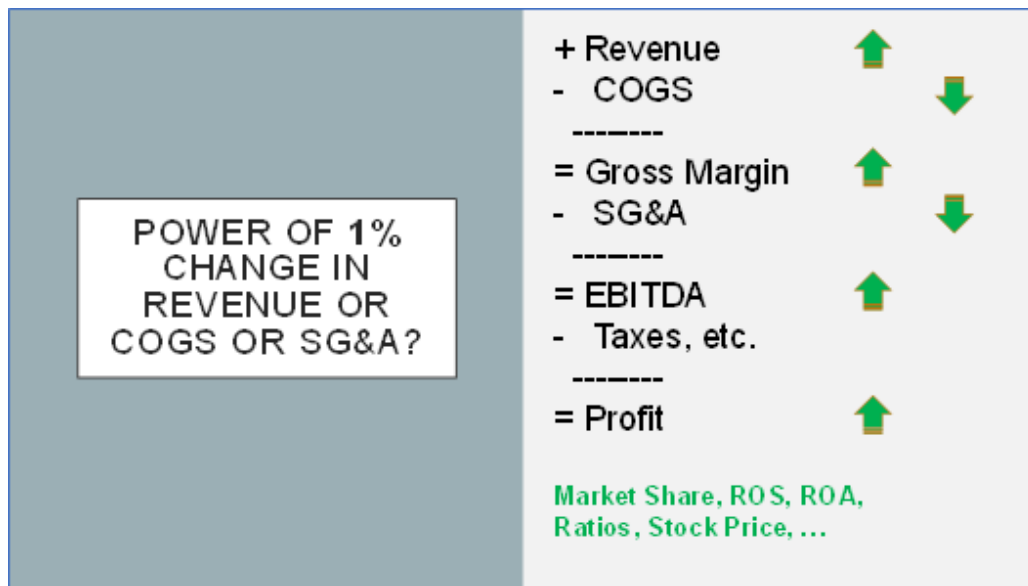 POWER OF 1%
CHANGE IN
REVENUE OR
COGS OR SG&A?
+ Revenue
- COGS
--------
= Gross Margin
- SG&A
--------
= EBITDA
- Taxes, etc.
--------
= Profit
Market Share, ROS, ROA,
Ratios, Stock Price, ...